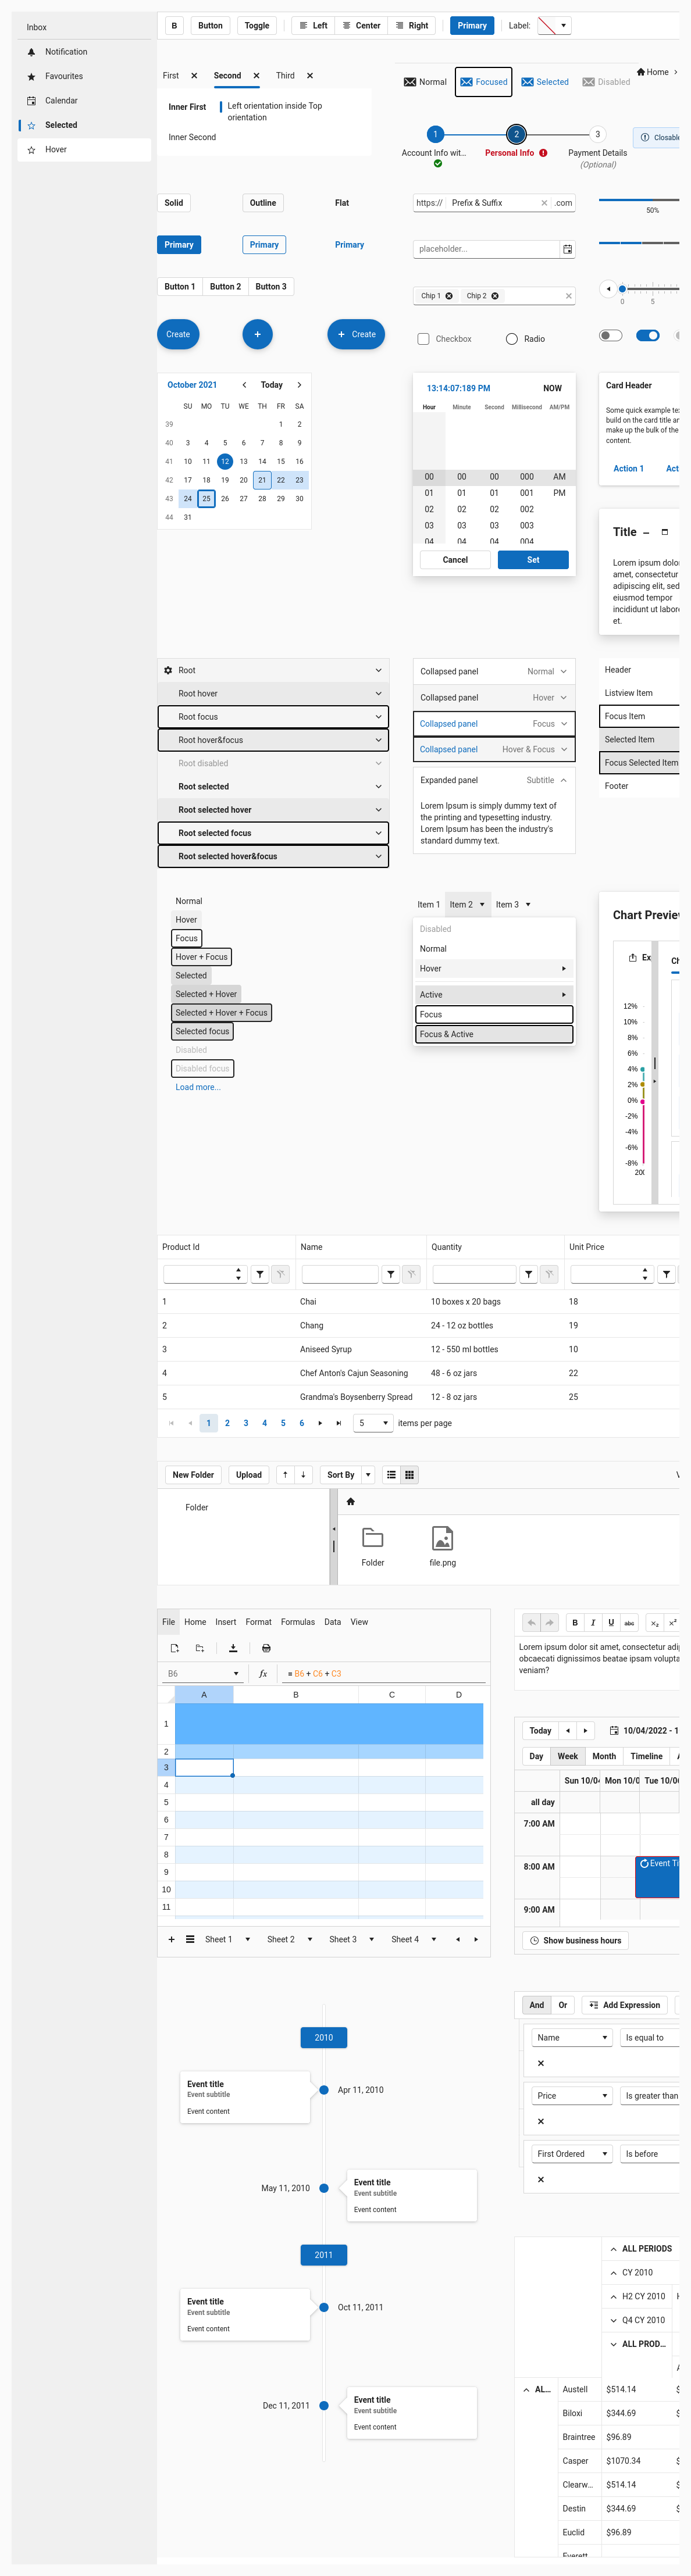 Inbox
Notification
Favourites
Calendar
Selected
Hover
B Button Toggle Left Center Right Primary Label:
First Second Third
Inner First
Left orientation inside Top
orientation
Inner Second
Normal Focused Selected Disabled
Home
1 2 3
Account Info wit... Personal Info Payment Details
(Optional)
Closable
Solid Outline Flat
Primary Primary Primary
Button 1 Button 2 Button 3
Create Create
https:// Prefix & Suffix .com
placeholder...
Chip 1 Chip 2
Checkbox Radio
50%
0 5
October 2021 Today
SU MO TU WE TH FR SA
39 1 2
40 3 4 5 6 7 8 9
41 10 11 12 13 14 15 16
42 17 18 19 20 21 22 23
43 24 25 26 27 28 29 30
44 31
13:14:07:189 PM NOW
Hour Minute Second Millisecond AM/PM
00 00 00 000 AM
01 01 01 001 PM
02 02 02 002
03 03 03 003
04 04 04 004
Cancel Set
Card Header
Some quick example te
build on the card title an
make up the bulk of the
content.
Action 1 Act
Title
Lorem ipsum dolor
amet, consectetur
adipiscing elit, sed
eiusmod tempor
incididunt ut labore
et.
Root
Root hover
Root focus
Root hover&focus
Root disabled
Root selected
Root selected hover
Root selected focus
Root selected hover&focus
Collapsed panel Normal
Collapsed panel Hover
Collapsed panel Focus
Collapsed panel Hover & Focus
Expanded panel Subtitle
Lorem Ipsum is simply dummy text of
the printing and typesetting industry.
Lorem Ipsum has been the industry's
standard dummy text.
Header
Listview Item
Focus Item
Selected Item
Focus Selected Item
Footer
Normal
Hover
Focus
Hover + Focus
Selected
Selected + Hover
Selected + Hover + Focus
Selected focus
Disabled
Disabled focus
Load more...
Item 1 Item 2 Item 3
Disabled
Normal
Hover
Active
Focus
Focus & Active
Chart Preview
Ex Ch
12%
10%
8%
6%
4%
2%
0%
-2%
-4%
-6%
-8%
200
Product Id Name Quantity Unit Price
1 Chai 10 boxes x 20 bags 18
2 Chang 24 - 12 oz bottles 19
3 Aniseed Syrup 12 - 550 ml bottles 10
4 Chef Anton's Cajun Seasoning 48 - 6 oz jars 22
5 Grandma's Boysenberry Spread 12 - 8 oz jars 25
1 2 3 4 5 6 5 items per page
New Folder Upload Sort By V
Folder
Folder file.png
File Home Insert Format Formulas Data View
B6 fx = B6 + C6 + C3
A B C D
1
2
3
4
5
6
7
8
9
10
11
Sheet 1 Sheet 2 Sheet 3 Sheet 4
B I U abc x₂ x²
Lorem ipsum dolor sit amet, consectetur adip
obcaecati dignissimos beatae ipsam volupta
veniam?
Today 10/04/2022 - 1
Day Week Month Timeline A
Sun 10/04 Mon 10/0 Tue 10/06
all day
7:00 AM
8:00 AM Event Ti
9:00 AM
Show business hours
2010
Event title
Event subtitle
Event content
Apr 11, 2010
May 11, 2010
Event title
Event subtitle
Event content
2011
Event title
Event subtitle
Event content
Oct 11, 2011
Dec 11, 2011
Event title
Event subtitle
Event content
And Or Add Expression
Name Is equal to
Price Is greater than
First Ordered Is before
ALL PERIODS
CY 2010
H2 CY 2010 H
Q4 CY 2010
ALL PROD...
A
AL... Austell $514.14 $
Biloxi $344.69 $
Braintree $96.89
Casper $1070.34 $
Clearw... $514.14 $
Destin $344.69 $
Euclid $96.89
Everett